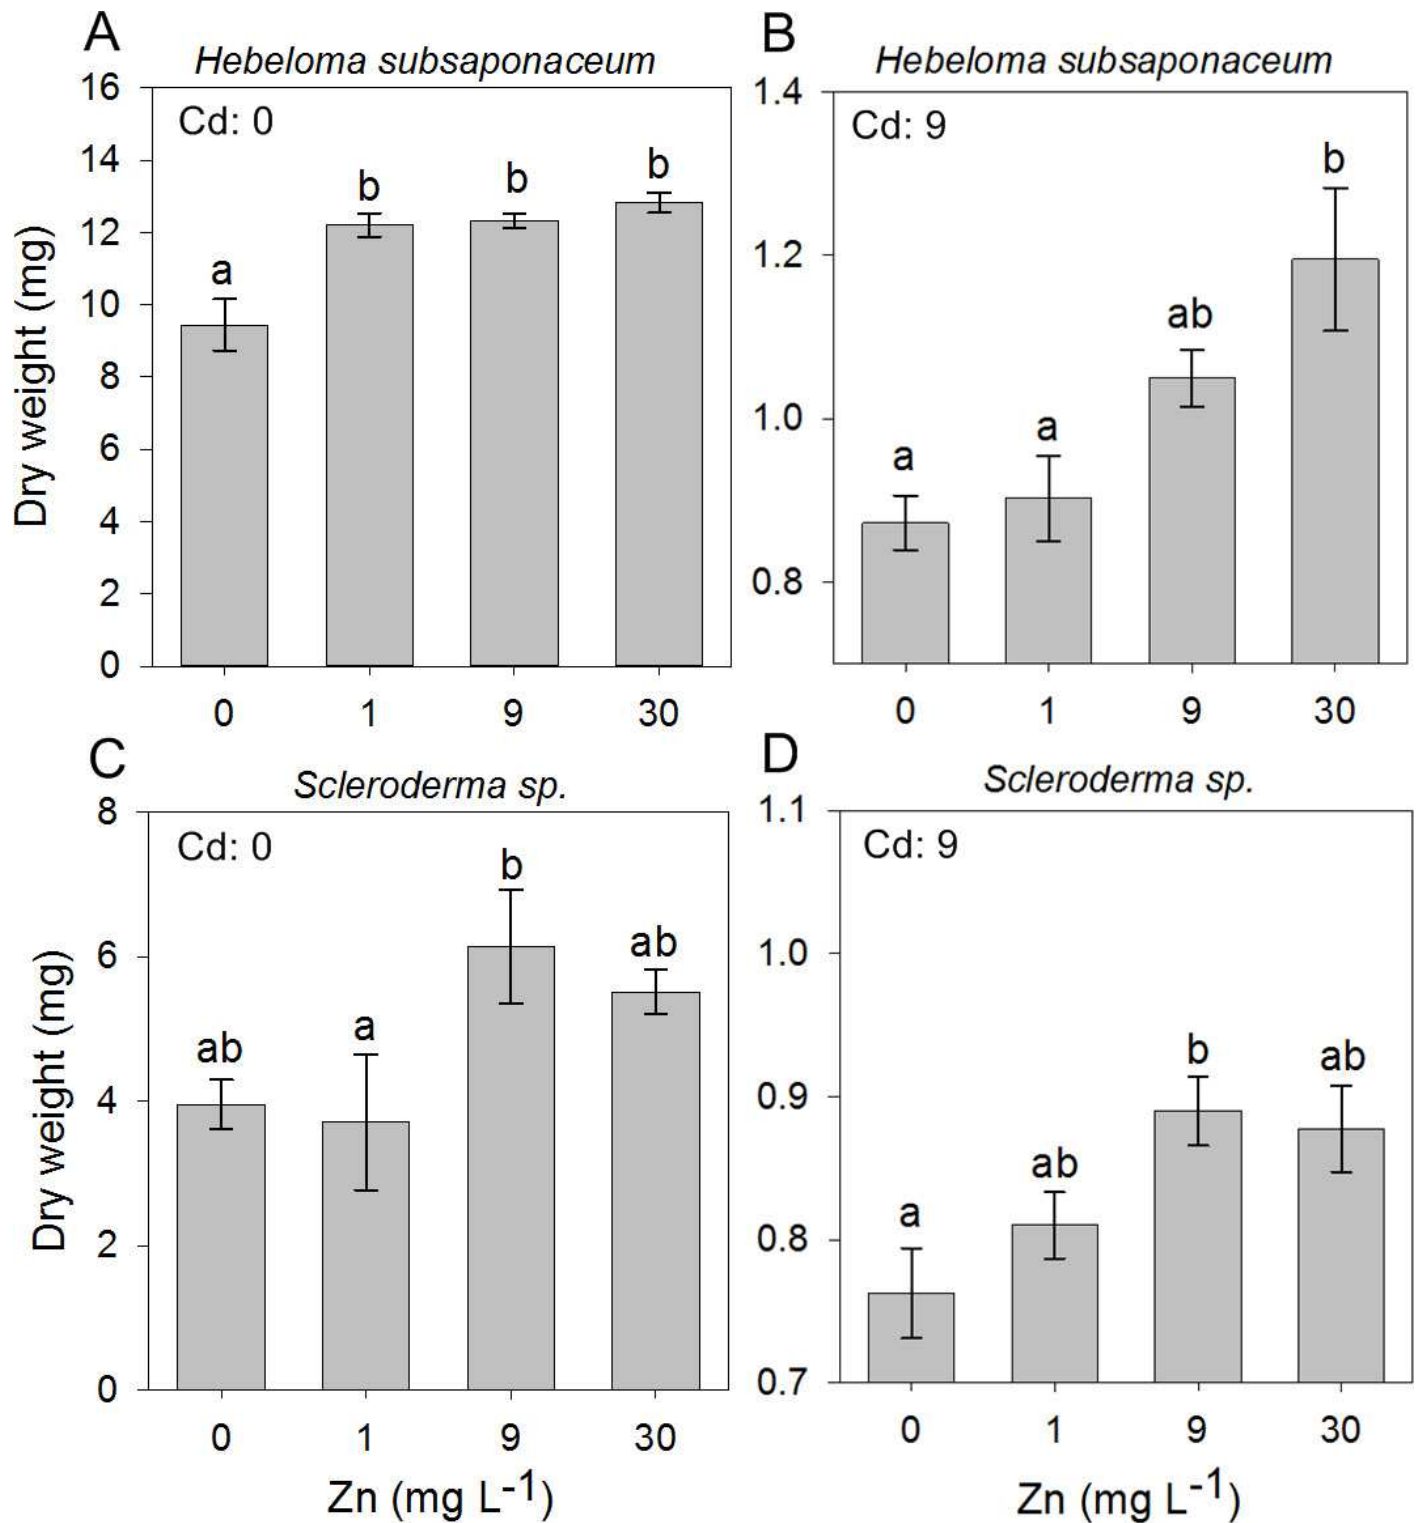 A
Hebeloma subsaponaceum
Cd: 0
Dry weight (mg)
16
14
12
10
8
6
4
2
0
a
b
b
b
0 1 9 30
B
Hebeloma subsaponaceum
Cd: 9
1.4
1.2
1.0
0.8
a
a
ab
b
0 1 9 30
C
Scleroderma sp.
Cd: 0
Dry weight (mg)
8
6
4
2
0
ab
a
b
ab
0 1 9 30
Zn (mg L-1)
D
Scleroderma sp.
Cd: 9
1.1
1.0
0.9
0.8
0.7
a
ab
b
ab
0 1 9 30
Zn (mg L-1)